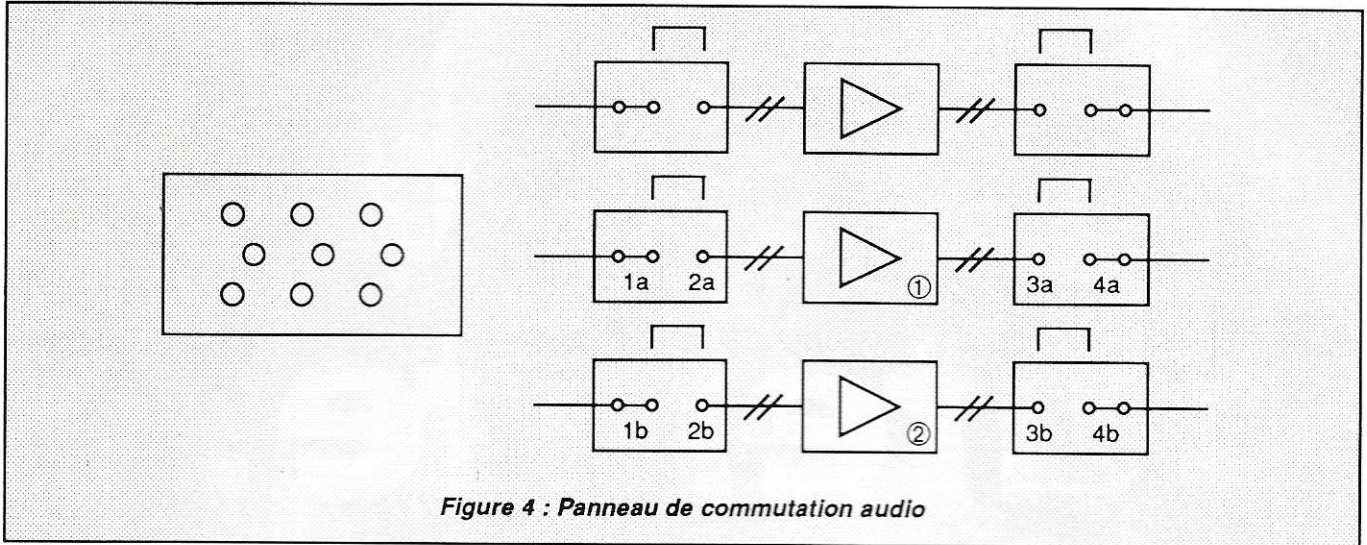 ①
1a 2a 3a 4a
②
1b 2b 3b 4b
Figure 4 : Panneau de commutation audio